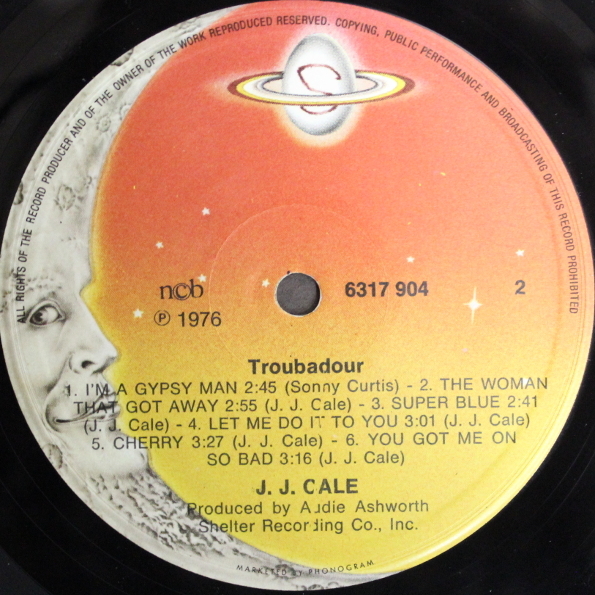 ALL RIGHTS OF THE RECORD PRODUCER AND OF THE OWNER OF THE WORK REPRODUCED RESERVED. COPYING, PUBLIC PERFORMANCE AND BROADCASTING OF THIS RECORD PROHIBITED
S
n©b
6317 904
2
℗ 1976
Troubadour
1. I'M A GYPSY MAN 2:45 (Sonny Curtis) - 2. THE WOMAN
THAT GOT AWAY 2:55 (J. J. Cale) - 3. SUPER BLUE 2:41
(J. J. Cale) - 4. LET ME DO IT TO YOU 3:01 (J. J. Cale)
5. CHERRY 3:27 (J. J. Cale) - 6. YOU GOT ME ON
SO BAD 3:16 (J. J. Cale)
J. J. CALE
Produced by Audie Ashworth
Shelter Recording Co., Inc.
MARKETED BY PHONOGRAM